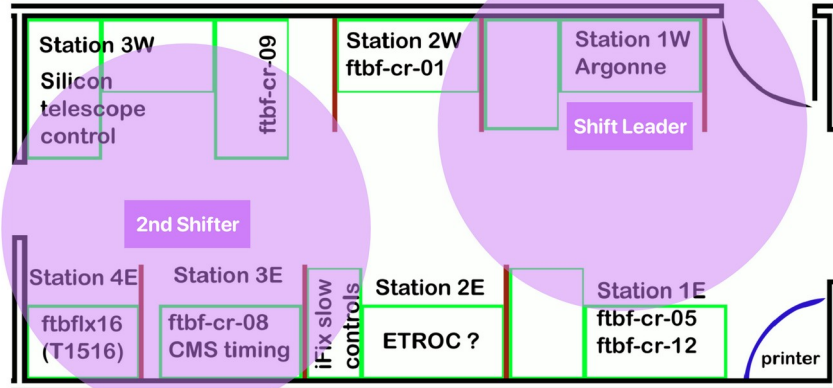 Station 3W
Silicon
telescope
control
ftbf-cr-09
Station 2W
ftbf-cr-01
Station 1W
Argonne
Shift Leader
2nd Shifter
Station 4E
ftbflx16
(T1516)
Station 3E
ftbf-cr-08
CMS timing
iFix slow
controls
Station 2E
ETROC ?
Station 1E
ftbf-cr-05
ftbf-cr-12
printer